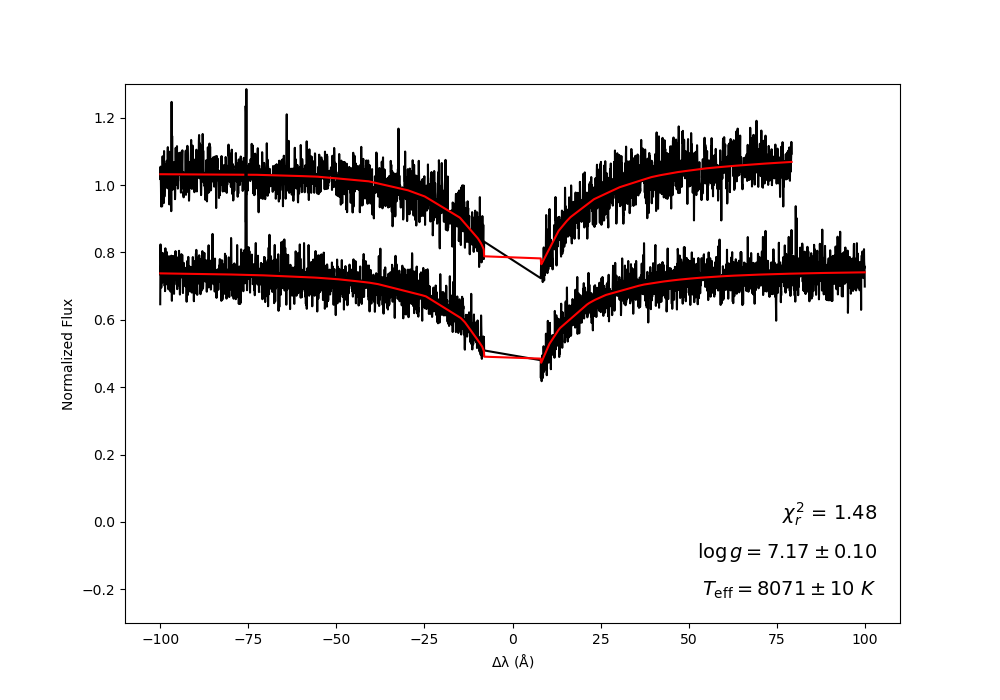 1.2
1.0
0.8
0.6
0.4
0.2
0.0
−0.2
Normalized Flux
χ²ᵣ = 1.48
log g = 7.17 ± 0.10
T_eff = 8071 ± 10 K
−100 −75 −50 −25 0 25 50 75 100
Δλ (Å)